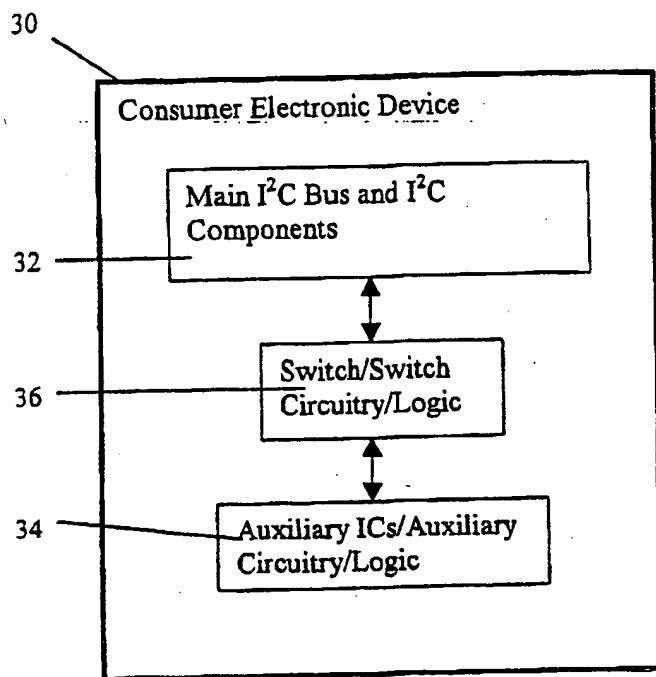 30
Consumer Electronic Device
Main I²C Bus and I²C
Components
32
Switch/Switch
Circuitry/Logic
36
Auxiliary ICs/Auxiliary
Circuitry/Logic
34